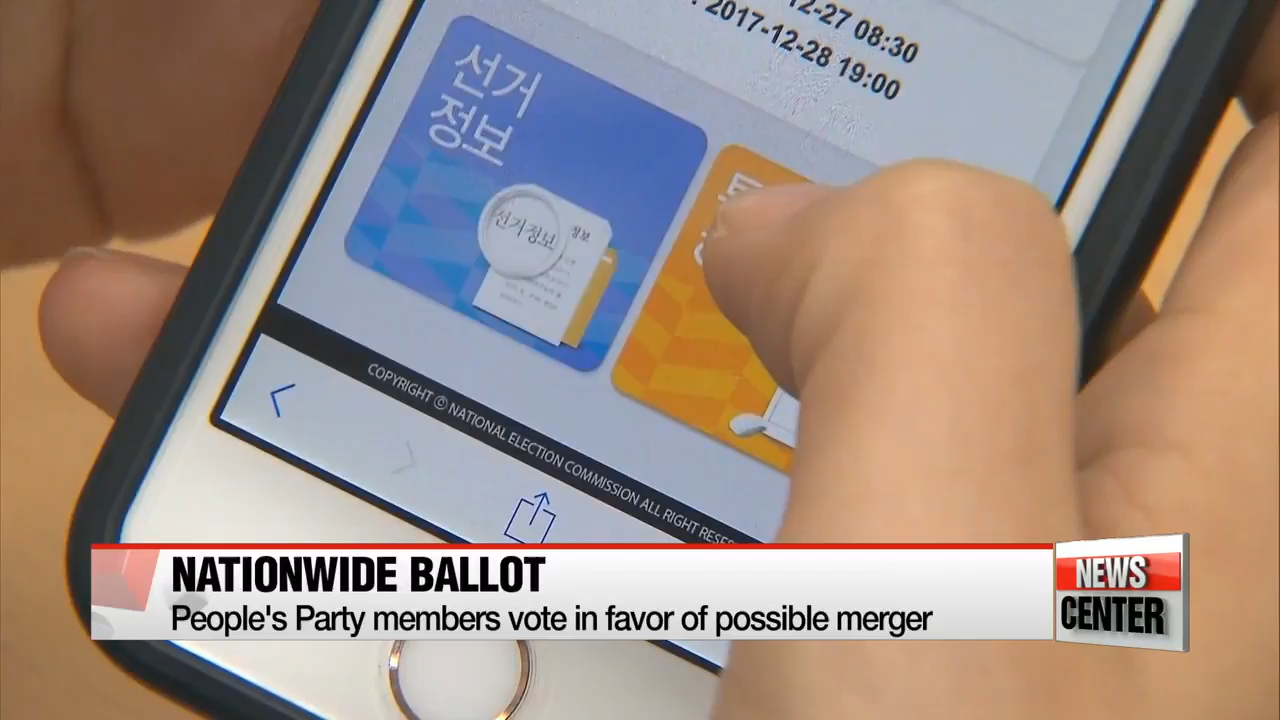 12-27 08:30
2017-12-28 19:00
선거
정보
선거정보
정보
COPYRIGHT © NATIONAL ELECTION COMMISSION ALL RIGHT RESER
NATIONWIDE BALLOT
People's Party members vote in favor of possible merger
NEWS
CENTER